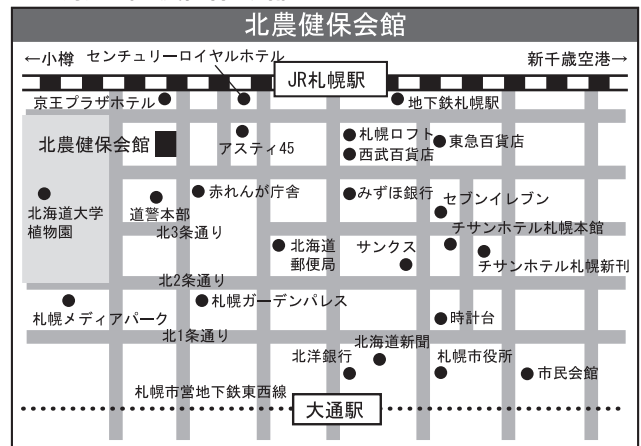 北農健保会館
←小樽 センチュリーロイヤルホテル 新千歳空港→
JR札幌駅
京王プラザホテル 地下鉄札幌駅
北農健保会館 アスティ45 札幌ロフト 東急百貨店
西武百貨店
北海道大学
植物園
道警本部 赤れんが庁舎 みずほ銀行 セブンイレブン
北3条通り
チサンホテル札幌本館
北海道
郵便局
サンクス
チサンホテル札幌新刊
北2条通り
札幌メディアパーク 札幌ガーデンパレス
時計台
北1条通り
北海道新聞
北洋銀行 札幌市役所
市民会館
札幌市営地下鉄東西線
大通駅